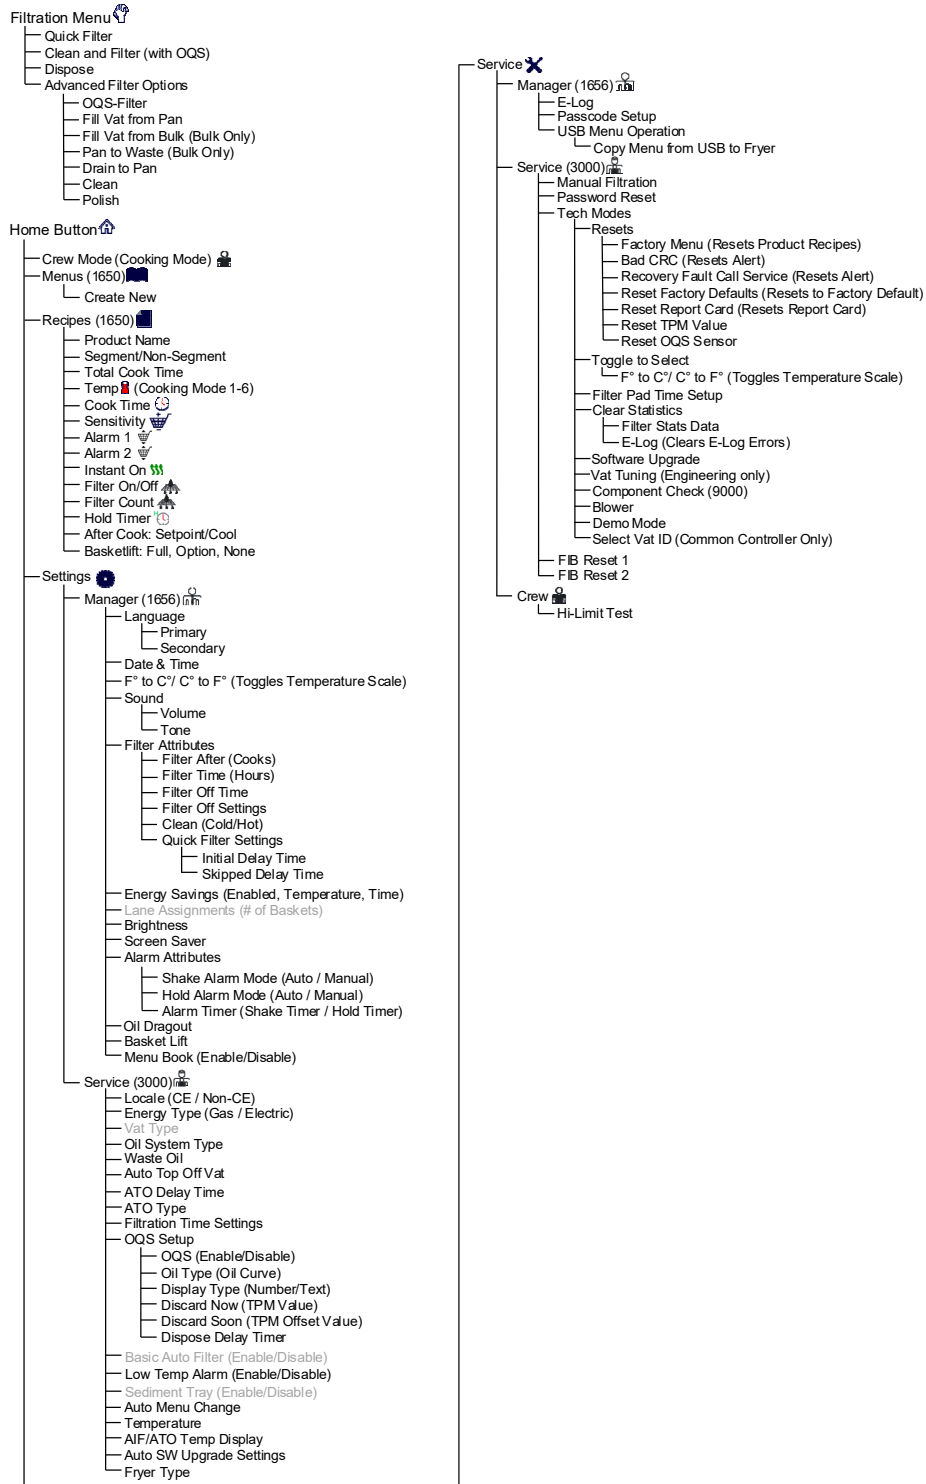 Filtration Menu
Quick Filter
Clean and Filter (with OQS)
Dispose
Advanced Filter Options
OQS-Filter
Fill Vat from Pan
Fill Vat from Bulk (Bulk Only)
Pan to Waste (Bulk Only)
Drain to Pan
Clean
Polish
Home Button
Crew Mode (Cooking Mode)
Menus (1650)
Create New
Recipes (1650)
Product Name
Segment/Non-Segment
Total Cook Time
Temp (Cooking Mode 1-6)
Cook Time
Sensitivity
Alarm 1
Alarm 2
Instant On
Filter On/Off
Filter Count
Hold Timer
After Cook: Setpoint/Cool
Basketlift: Full, Option, None
Settings
Manager (1656)
Language
Primary
Secondary
Date & Time
F° to C°/ C° to F° (Toggles Temperature Scale)
Sound
Volume
Tone
Filter Attributes
Filter After (Cooks)
Filter Time (Hours)
Filter Off Time
Filter Off Settings
Clean (Cold/Hot)
Quick Filter Settings
Initial Delay Time
Skipped Delay Time
Energy Savings (Enabled, Temperature, Time)
Lane Assignments (# of Baskets)
Brightness
Screen Saver
Alarm Attributes
Shake Alarm Mode (Auto / Manual)
Hold Alarm Mode (Auto / Manual)
Alarm Timer (Shake Timer / Hold Timer)
Oil Dragout
Basket Lift
Menu Book (Enable/Disable)
Service (3000)
Locale (CE / Non-CE)
Energy Type (Gas / Electric)
Vat Type
Oil System Type
Waste Oil
Auto Top Off Vat
ATO Delay Time
ATO Type
Filtration Time Settings
OQS Setup
OQS (Enable/Disable)
Oil Type (Oil Curve)
Display Type (Number/Text)
Discard Now (TPM Value)
Discard Soon (TPM Offset Value)
Dispose Delay Timer
Basic Auto Filter (Enable/Disable)
Low Temp Alarm (Enable/Disable)
Sediment Tray (Enable/Disable)
Auto Menu Change
Temperature
AIF/ATO Temp Display
Auto SW Upgrade Settings
Fryer Type
Service
Manager (1656)
E-Log
Passcode Setup
USB Menu Operation
Copy Menu from USB to Fryer
Service (3000)
Manual Filtration
Password Reset
Tech Modes
Resets
Factory Menu (Resets Product Recipes)
Bad CRC (Resets Alert)
Recovery Fault Call Service (Resets Alert)
Reset Factory Defaults (Resets to Factory Default)
Reset Report Card (Resets Report Card)
Reset TPM Value
Reset OQS Sensor
Toggle to Select
F° to C°/ C° to F° (Toggles Temperature Scale)
Filter Pad Time Setup
Clear Statistics
Filter Stats Data
E-Log (Clears E-Log Errors)
Software Upgrade
Vat Tuning (Engineering only)
Component Check (9000)
Blower
Demo Mode
Select Vat ID (Common Controller Only)
FIB Reset 1
FIB Reset 2
Crew
Hi-Limit Test